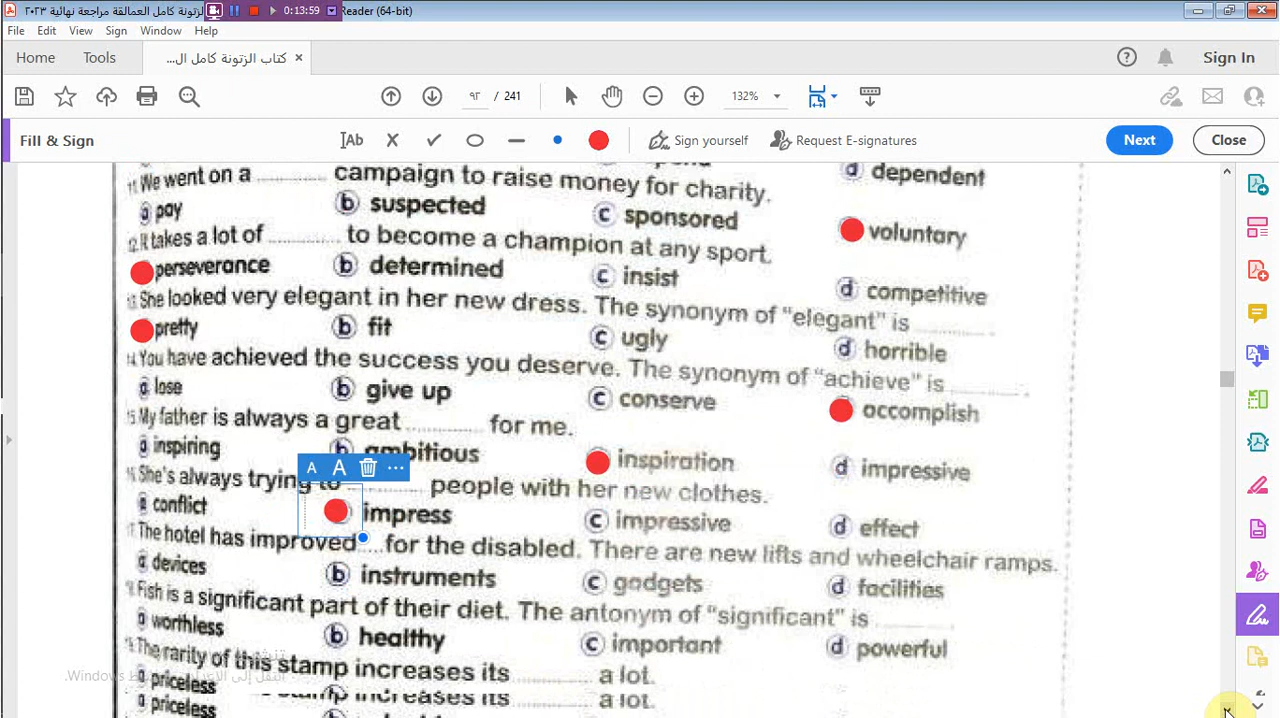 الزتونة كامل العمالقة مراجعة نهائية ٢٠٢٣
0:13:59
Reader (64-bit)
File Edit View Sign Window Help
Home Tools كتاب الزتونة كامل ال... × Sign In
٩٢ / 241 132%
Fill & Sign Ab Sign yourself Request E-signatures Next Close
d dependent
11. We went on a ............ campaign to raise money for charity.
a pay b suspected c sponsored voluntary
12. It takes a lot of ............ to become a champion at any sport.
perseverance b determined c insist d competitive
13. She looked very elegant in her new dress. The synonym of "elegant" is ............
pretty b fit c ugly d horrible
14. You have achieved the success you deserve. The synonym of "achieve" is ............
a lose b give up c conserve accomplish
15. My father is always a great ............ for me.
a inspiring b ambitious inspiration d impressive
A A ...
16. She's always trying to ............ people with her new clothes.
a conflict impress c impressive d effect
17. The hotel has improved .... for the disabled. There are new lifts and wheelchair ramps.
a devices b instruments c gadgets d facilities
18. Fish is a significant part of their diet. The antonym of "significant" is ............
a worthless b healthy c important d powerful
19. The rarity of this stamp increases its ............ a lot.
a priceless
stamp increases its ............ a lot.
a priceless